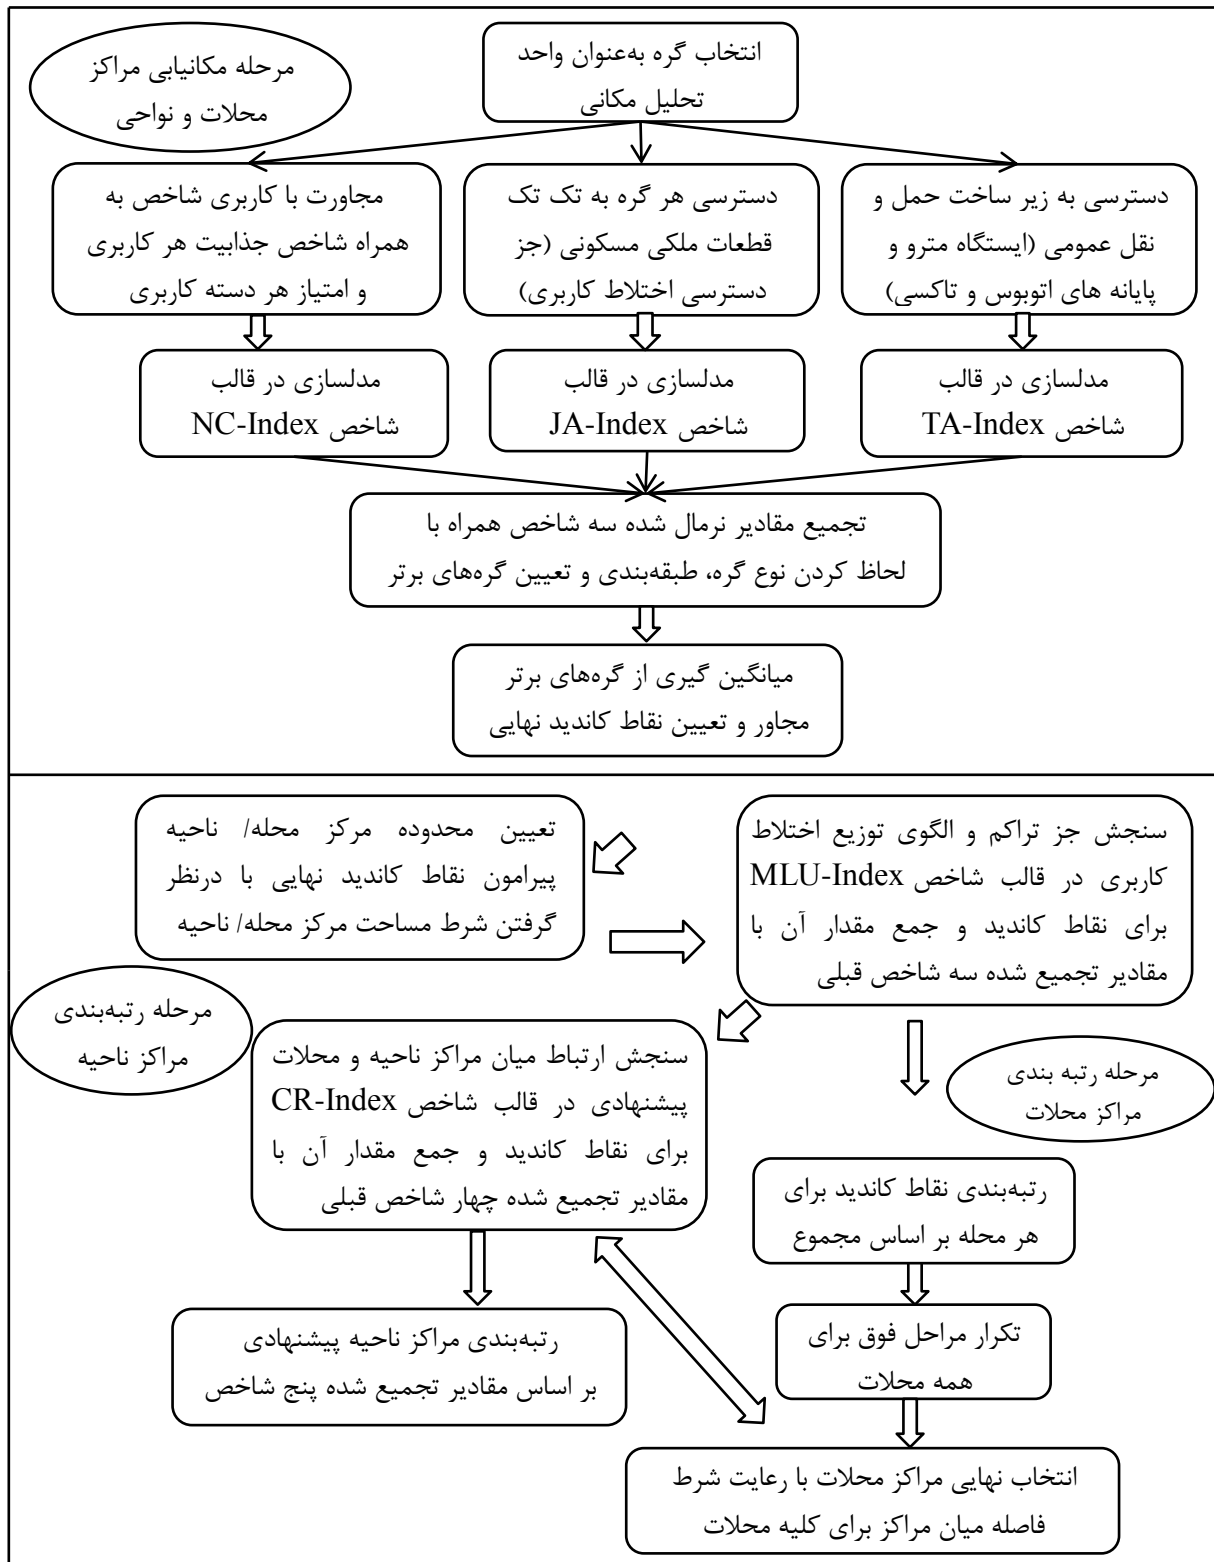 مرحله مکانیابی مراکز
محلات و نواحی
انتخاب گره به‌عنوان واحد
تحلیل مکانی
دسترسی به زیر ساخت حمل و
نقل عمومی (ایستگاه مترو و
پایانه های اتوبوس و تاکسی)
دسترسی هر گره به تک تک
قطعات ملکی مسکونی (جز
دسترسی اختلاط کاربری)
مجاورت با کاربری شاخص به
همراه شاخص جذابیت هر کاربری
و امتیاز هر دسته کاربری
مدلسازی در قالب
شاخص TA-Index
مدلسازی در قالب
شاخص JA-Index
مدلسازی در قالب
شاخص NC-Index
تجمیع مقادیر نرمال شده سه شاخص همراه با
لحاظ کردن نوع گره، طبقه‌بندی و تعیین گره‌های برتر
میانگین گیری از گره‌های برتر
مجاور و تعیین نقاط کاندید نهایی
سنجش جز تراکم و الگوی توزیع اختلاط
کاربری در قالب شاخص MLU-Index
برای نقاط کاندید و جمع مقدار آن با
مقادیر تجمیع شده سه شاخص قبلی
تعیین محدوده مرکز محله/ ناحیه
پیرامون نقاط کاندید نهایی با درنظر
گرفتن شرط مساحت مرکز محله/ ناحیه
مرحله رتبه‌بندی
مراکز ناحیه
سنجش ارتباط میان مراکز ناحیه و محلات
پیشنهادی در قالب شاخص CR-Index
برای نقاط کاندید و جمع مقدار آن با
مقادیر تجمیع شده چهار شاخص قبلی
مرحله رتبه بندی
مراکز محلات
رتبه‌بندی نقاط کاندید برای
هر محله بر اساس مجموع
تکرار مراحل فوق برای
همه محلات
رتبه‌بندی مراکز ناحیه پیشنهادی
بر اساس مقادیر تجمیع شده پنج شاخص
انتخاب نهایی مراکز محلات با رعایت شرط
فاصله میان مراکز برای کلیه محلات